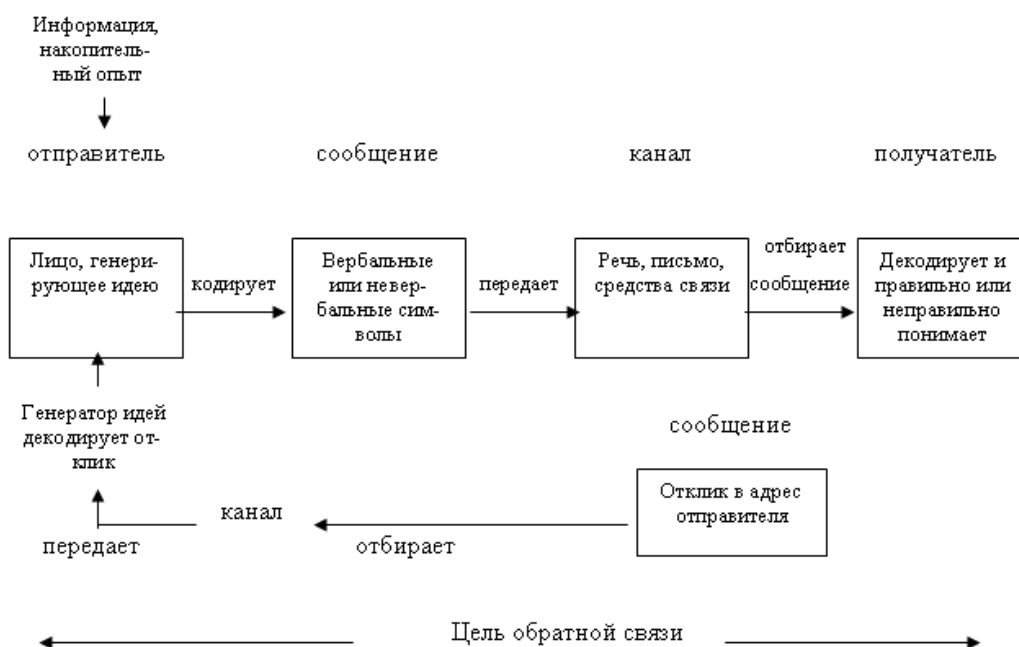 Информация,
накопитель-
ный опыт
отправитель
сообщение
канал
получатель
Лицо, генери-
рующее идею
кодирует
Вербальные
или невер-
бальные сим-
волы
передает
Речь, письмо,
средства связи
отбирает
сообщение
Декодирует и
правильно или
неправильно
понимает
Генератор идей
декодирует от-
клик
сообщение
Отклик в адрес
отправителя
канал
передает
отбирает
Цель обратной связи